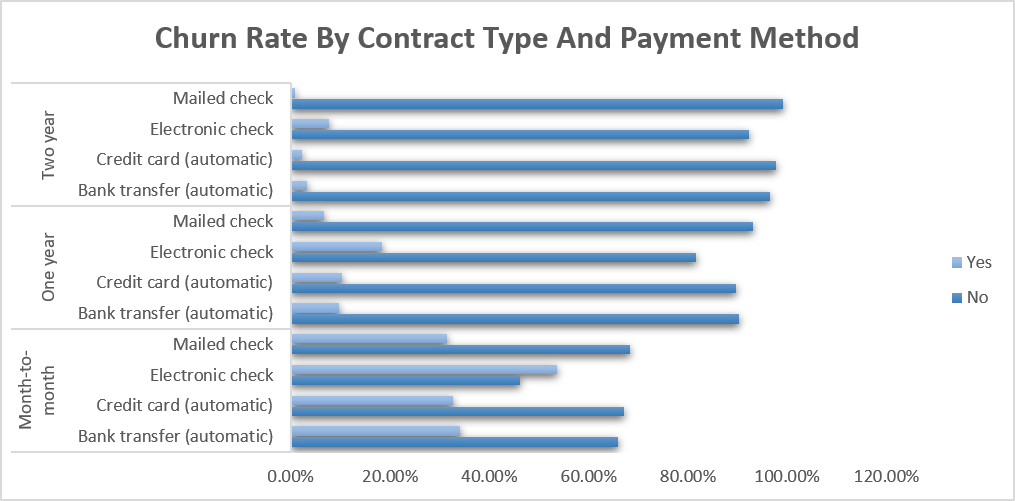 Churn Rate By Contract Type And Payment Method
Two year
Mailed check
Electronic check
Credit card (automatic)
Bank transfer (automatic)
One year
Mailed check
Electronic check
Credit card (automatic)
Bank transfer (automatic)
Month-to-
month
Mailed check
Electronic check
Credit card (automatic)
Bank transfer (automatic)
Yes
No
0.00% 20.00% 40.00% 60.00% 80.00% 100.00% 120.00%